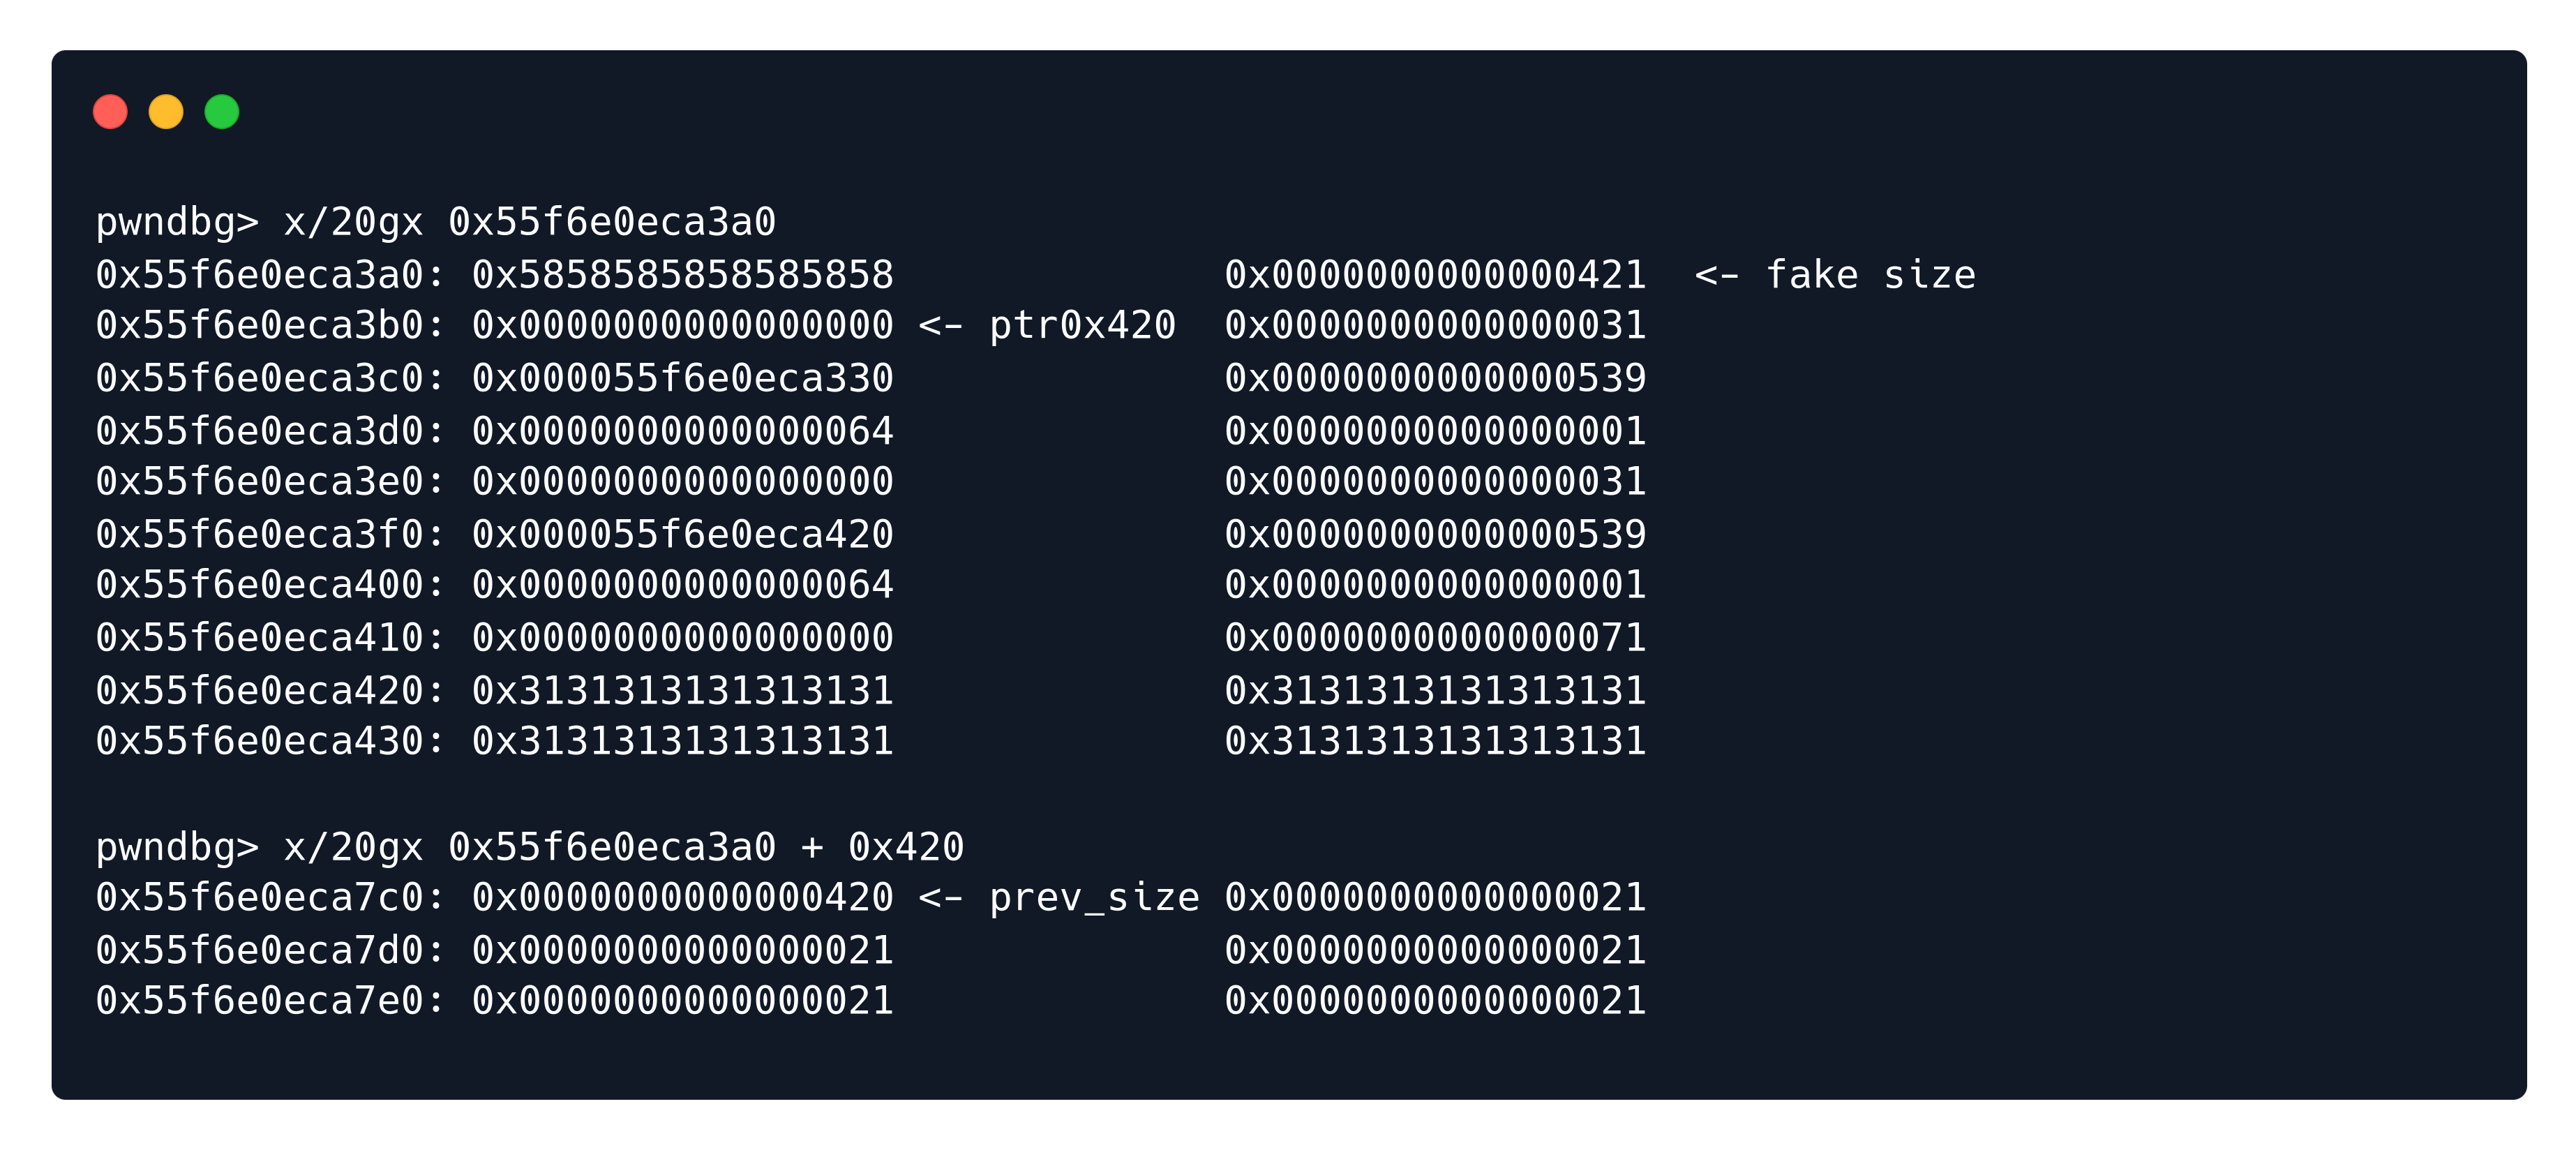 pwndbg> x/20gx 0x55f6e0eca3a0
0x55f6e0eca3a0: 0x5858585858585858 0x0000000000000421 <- fake size
0x55f6e0eca3b0: 0x0000000000000000 <- ptr0x420 0x0000000000000031
0x55f6e0eca3c0: 0x000055f6e0eca330 0x0000000000000539
0x55f6e0eca3d0: 0x0000000000000064 0x0000000000000001
0x55f6e0eca3e0: 0x0000000000000000 0x0000000000000031
0x55f6e0eca3f0: 0x000055f6e0eca420 0x0000000000000539
0x55f6e0eca400: 0x0000000000000064 0x0000000000000001
0x55f6e0eca410: 0x0000000000000000 0x0000000000000071
0x55f6e0eca420: 0x3131313131313131 0x3131313131313131
0x55f6e0eca430: 0x3131313131313131 0x3131313131313131
pwndbg> x/20gx 0x55f6e0eca3a0 + 0x420
0x55f6e0eca7c0: 0x0000000000000420 <- prev_size 0x0000000000000021
0x55f6e0eca7d0: 0x0000000000000021 0x0000000000000021
0x55f6e0eca7e0: 0x0000000000000021 0x0000000000000021